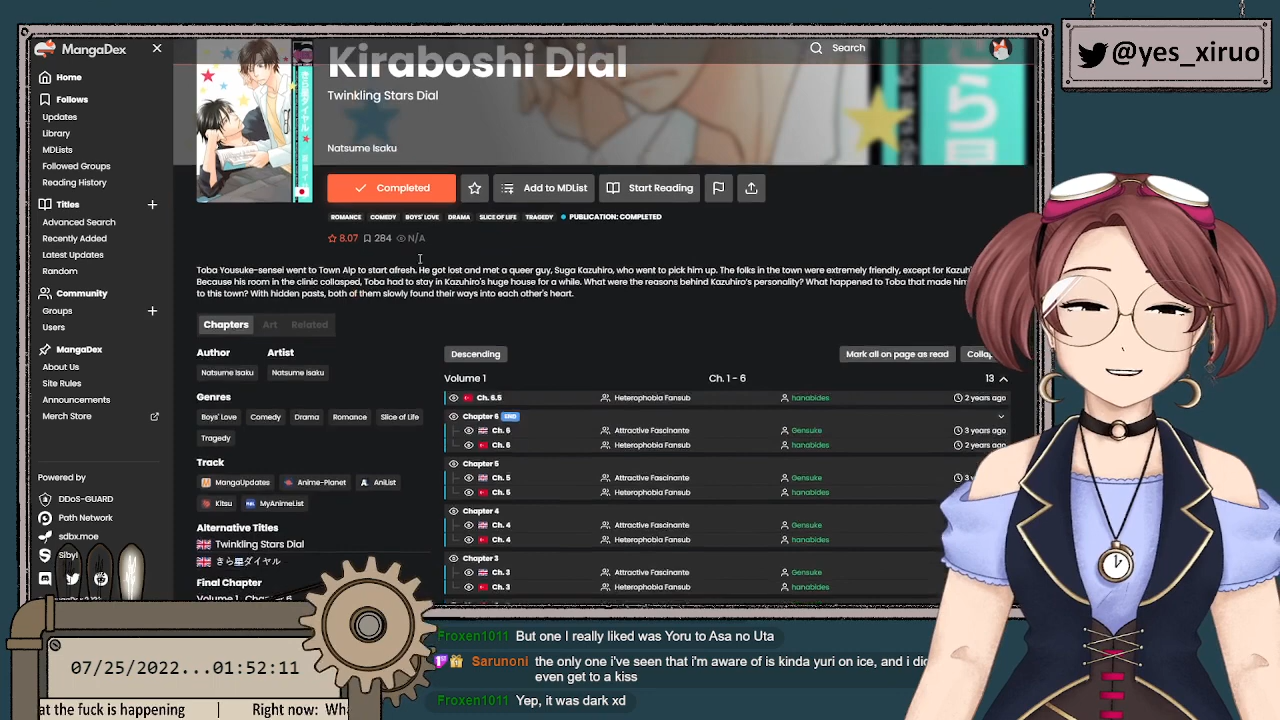 MangaDex
Home
Follows
Updates
Library
MDLists
Followed Groups
Reading History
Titles
Advanced Search
Recently Added
Latest Updates
Random
Community
Groups
Users
MangaDex
About Us
Site Rules
Announcements
Merch Store
Powered by
DDoS-GUARD
Path Network
sdbx.moe
Sibyl
Search
Kiraboshi Dial
Twinkling Stars Dial
Natsume Isaku
Completed
Add to MDList
Start Reading
ROMANCE COMEDY BOYS' LOVE DRAMA SLICE OF LIFE TRAGEDY PUBLICATION: COMPLETED
8.07 284 N/A
Toba Yousuke-sensei went to Town Alp to start afresh. He got lost and met a queer guy, Suga Kazuhiro, who went to pick him up. The folks in the town were extremely friendly, except for Kazuh
Because his room in the clinic collapsed, Toba had to stay in Kazuhiro's huge house for a while. What were the reasons behind Kazuhiro's personality? What happened to Toba that made him
to this town? With hidden pasts, both of them slowly found their ways into each other's heart.
Chapters Art Related
Author Artist
Natsume Isaku Natsume Isaku
Genres
Boys' Love Comedy Drama Romance Slice of Life
Tragedy
Track
MangaUpdates Anime-Planet AniList
Kitsu MyAnimeList
Alternative Titles
Twinkling Stars Dial
きら星ダイヤル
Final Chapter
Volume 1, Chapter 6
Descending Mark all on page as read Collap
Volume 1 Ch. 1 - 6 13
Ch. 6.5 Heterophobia Fansub hanabides 2 years ago
Chapter 6 END
Ch. 6 Attractive Fascinante Gensuke 3 years ago
Ch. 6 Heterophobia Fansub hanabides 2 years ago
Chapter 5
Ch. 5 Attractive Fascinante Gensuke 3 y
Ch. 5 Heterophobia Fansub hanabides
Chapter 4
Ch. 4 Attractive Fascinante Gensuke
Ch. 4 Heterophobia Fansub hanabides
Chapter 3
Ch. 3 Attractive Fascinante Gensuke
Ch. 3 Heterophobia Fansub hanabides
@yes_xiruo
07/25/2022...01:52:11
at the fuck is happening | Right now: Wha
Froxen1011 But one I really liked was Yoru to Asa no Uta
Sarunoni the only one i've seen that i'm aware of is kinda yuri on ice, and i did
even get to a kiss
Froxen1011 Yep, it was dark xd